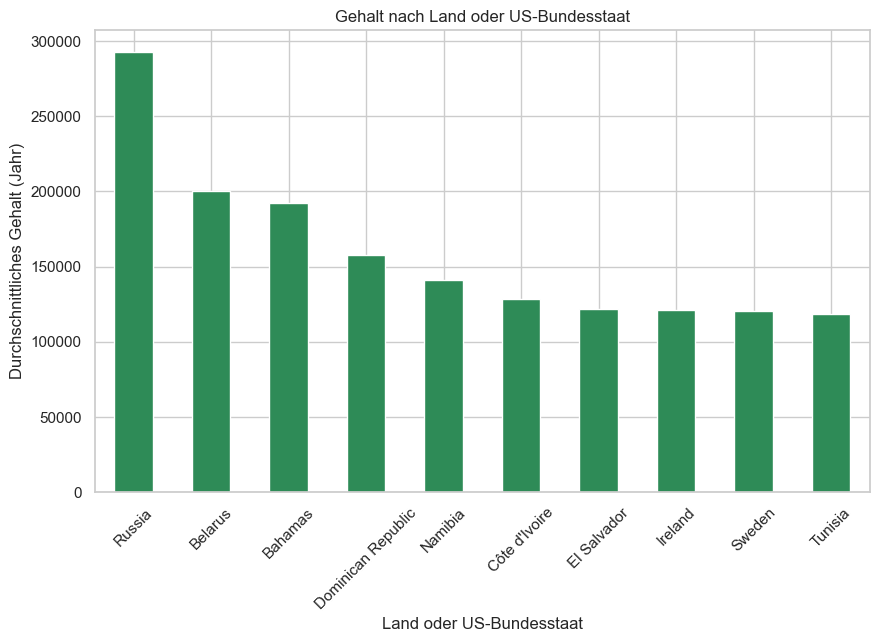 Gehalt nach Land oder US-Bundesstaat
Durchschnittliches Gehalt (Jahr)
300000
250000
200000
150000
100000
50000
0
Russia
Belarus
Bahamas
Dominican Republic
Namibia
Côte d'Ivoire
El Salvador
Ireland
Sweden
Tunisia
Land oder US-Bundesstaat